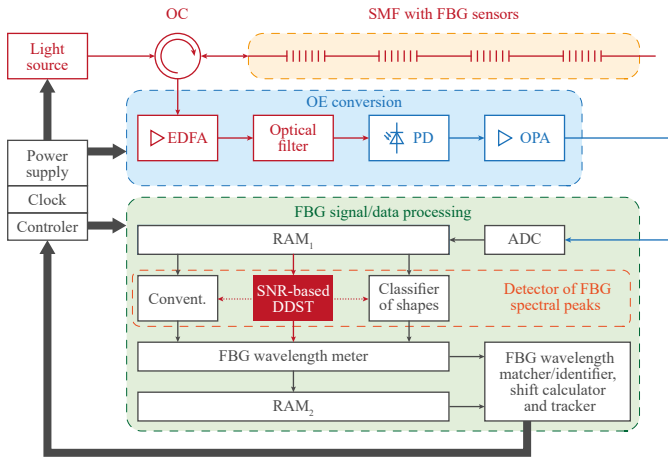 OC
SMF with FBG sensors
Light
source
OE conversion
EDFA
Optical
filter
PD
OPA
Power
supply
Clock
Controler
FBG signal/data processing
RAM1
ADC
Convent.
SNR-based
DDST
Classifier
of shapes
Detector of FBG
spectral peaks
FBG wavelength meter
FBG wavelength
matcher/identifier,
shift calculator
and tracker
RAM2